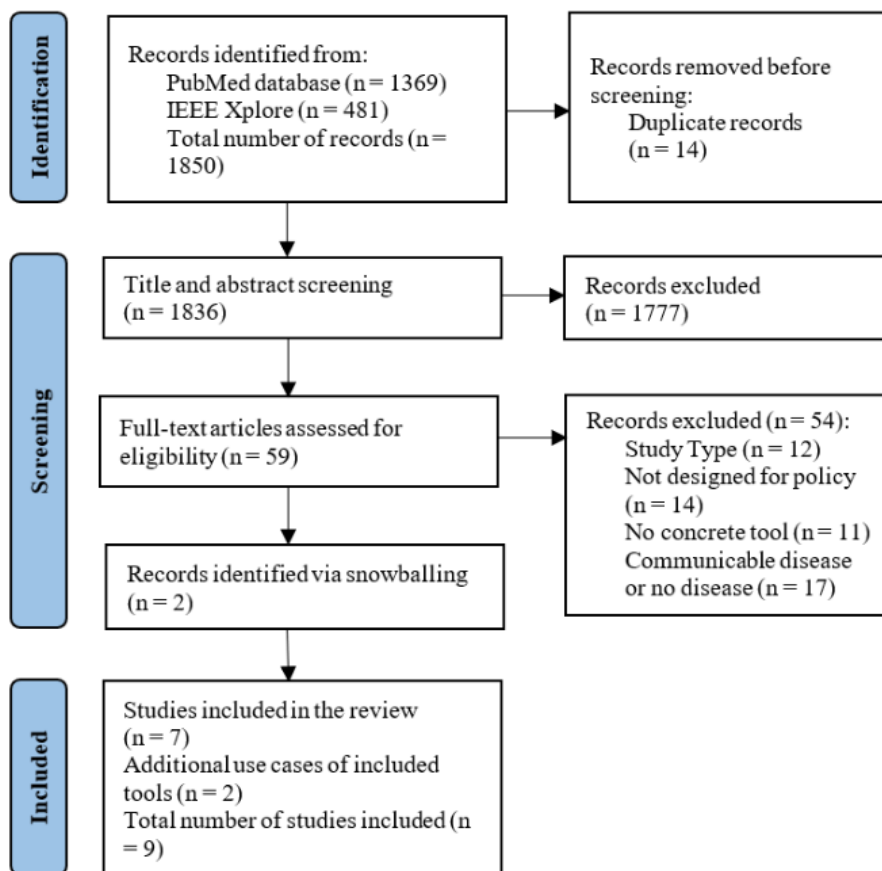 Identification
Records identified from:
PubMed database (n = 1369)
IEEE Xplore (n = 481)
Total number of records (n =
1850)
Records removed before
screening:
Duplicate records
(n = 14)
Screening
Title and abstract screening
(n = 1836)
Records excluded
(n = 1777)
Full-text articles assessed for
eligibility (n = 59)
Records excluded (n = 54):
Study Type (n = 12)
Not designed for policy
(n = 14)
No concrete tool (n = 11)
Communicable disease
or no disease (n = 17)
Records identified via snowballing
(n = 2)
Included
Studies included in the review
(n = 7)
Additional use cases of included
tools (n = 2)
Total number of studies included (n
= 9)